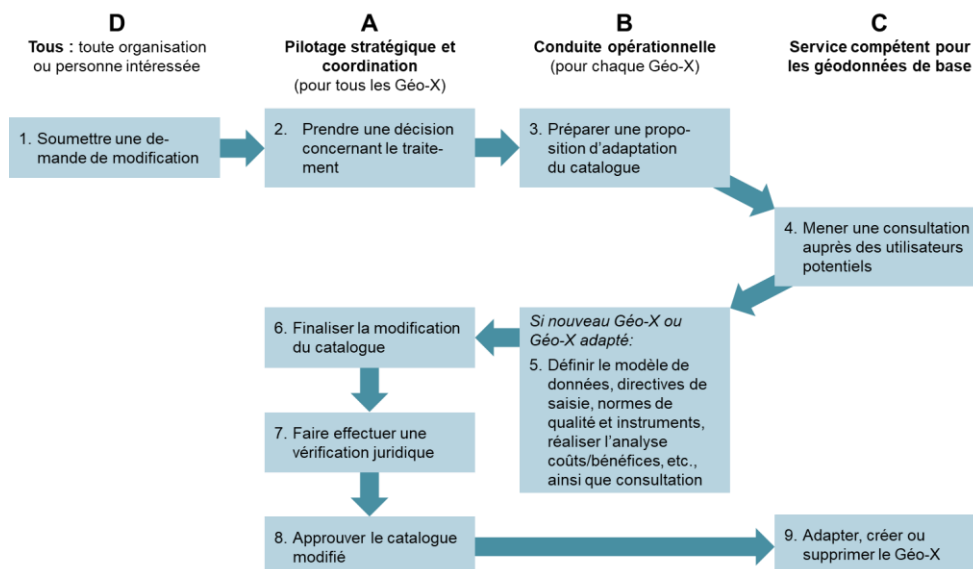 D
Tous : toute organisation
ou personne intéressée
A
Pilotage stratégique et
coordination
(pour tous les Géo-X)
B
Conduite opérationnelle
(pour chaque Géo-X)
C
Service compétent pour
les géodonnées de base
1. Soumettre une de-
mande de modification
2. Prendre une décision
concernant le traite-
ment
3. Préparer une propo-
sition d'adaptation
du catalogue
4. Mener une consultation
auprès des utilisateurs
potentiels
Si nouveau Géo-X ou
Géo-X adapté:
5. Définir le modèle de
données, directives de
saisie, normes de
qualité et instruments,
réaliser l'analyse
coûts/bénéfices, etc.,
ainsi que consultation
6. Finaliser la modification
du catalogue
7. Faire effectuer une
vérification juridique
8. Approuver le catalogue
modifié
9. Adapter, créer ou
supprimer le Géo-X